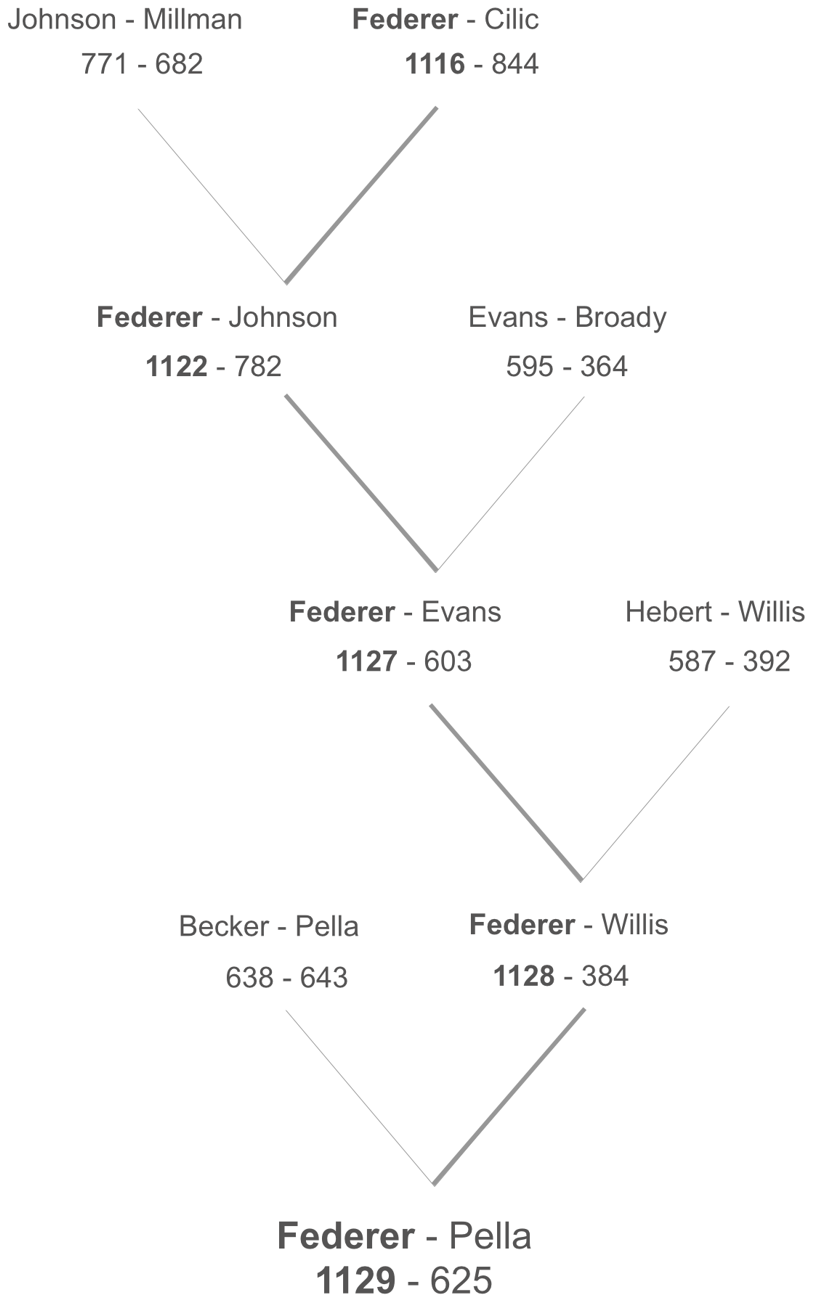 Johnson - Millman
771 - 682
Federer - Cilic
1116 - 844
Federer - Johnson
1122 - 782
Evans - Broady
595 - 364
Federer - Evans
1127 - 603
Hebert - Willis
587 - 392
Becker - Pella
638 - 643
Federer - Willis
1128 - 384
Federer - Pella
1129 - 625